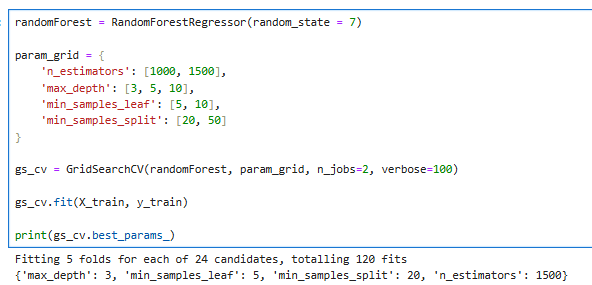 randomForest = RandomForestRegressor(random_state = 7)
param_grid = {
    'n_estimators': [1000, 1500],
    'max_depth': [3, 5, 10],
    'min_samples_leaf': [5, 10],
    'min_samples_split': [20, 50]
}
gs_cv = GridSearchCV(randomForest, param_grid, n_jobs=2, verbose=100)
gs_cv.fit(X_train, y_train)
print(gs_cv.best_params_)
Fitting 5 folds for each of 24 candidates, totalling 120 fits
{'max_depth': 3, 'min_samples_leaf': 5, 'min_samples_split': 20, 'n_estimators': 1500}